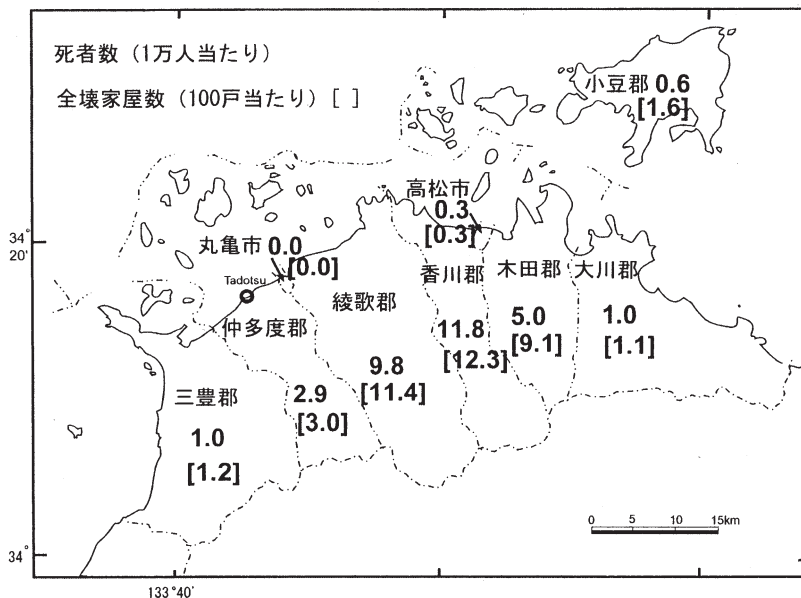 死者数（1万人当たり）
全壊家屋数（100戸当たり）[ ]
小豆郡 0.6
[1.6]
高松市
0.3
[0.3]
34°
20'
丸亀市 0.0
[0.0]
Tadotsu
仲多度郡
綾歌郡
香川郡
木田郡
大川郡
11.8
[12.3]
5.0
[9.1]
1.0
[1.1]
9.8
[11.4]
2.9
[3.0]
三豊郡
1.0
[1.2]
0 5 10 15km
34°
133°40'